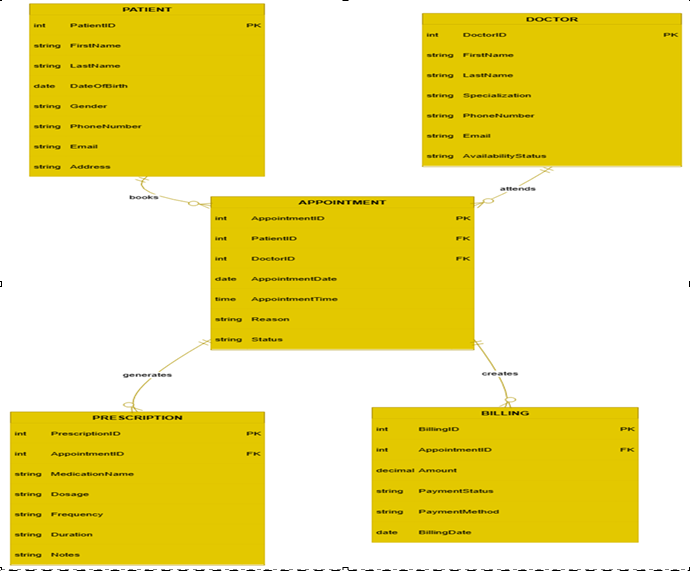 PATIENT
int PatientID PK
string FirstName
string LastName
date DateOfBirth
string Gender
string PhoneNumber
string Email
string Address
DOCTOR
int DoctorID PK
string FirstName
string LastName
string Specialization
string PhoneNumber
string Email
string AvailabilityStatus
books
attends
APPOINTMENT
int AppointmentID PK
int PatientID FK
int DoctorID FK
date AppointmentDate
time AppointmentTime
string Reason
string Status
generates
creates
PRESCRIPTION
int PrescriptionID PK
int AppointmentID FK
string MedicationName
string Dosage
string Frequency
string Duration
string Notes
BILLING
int BillingID PK
int AppointmentID FK
decimal Amount
string PaymentStatus
string PaymentMethod
date BillingDate